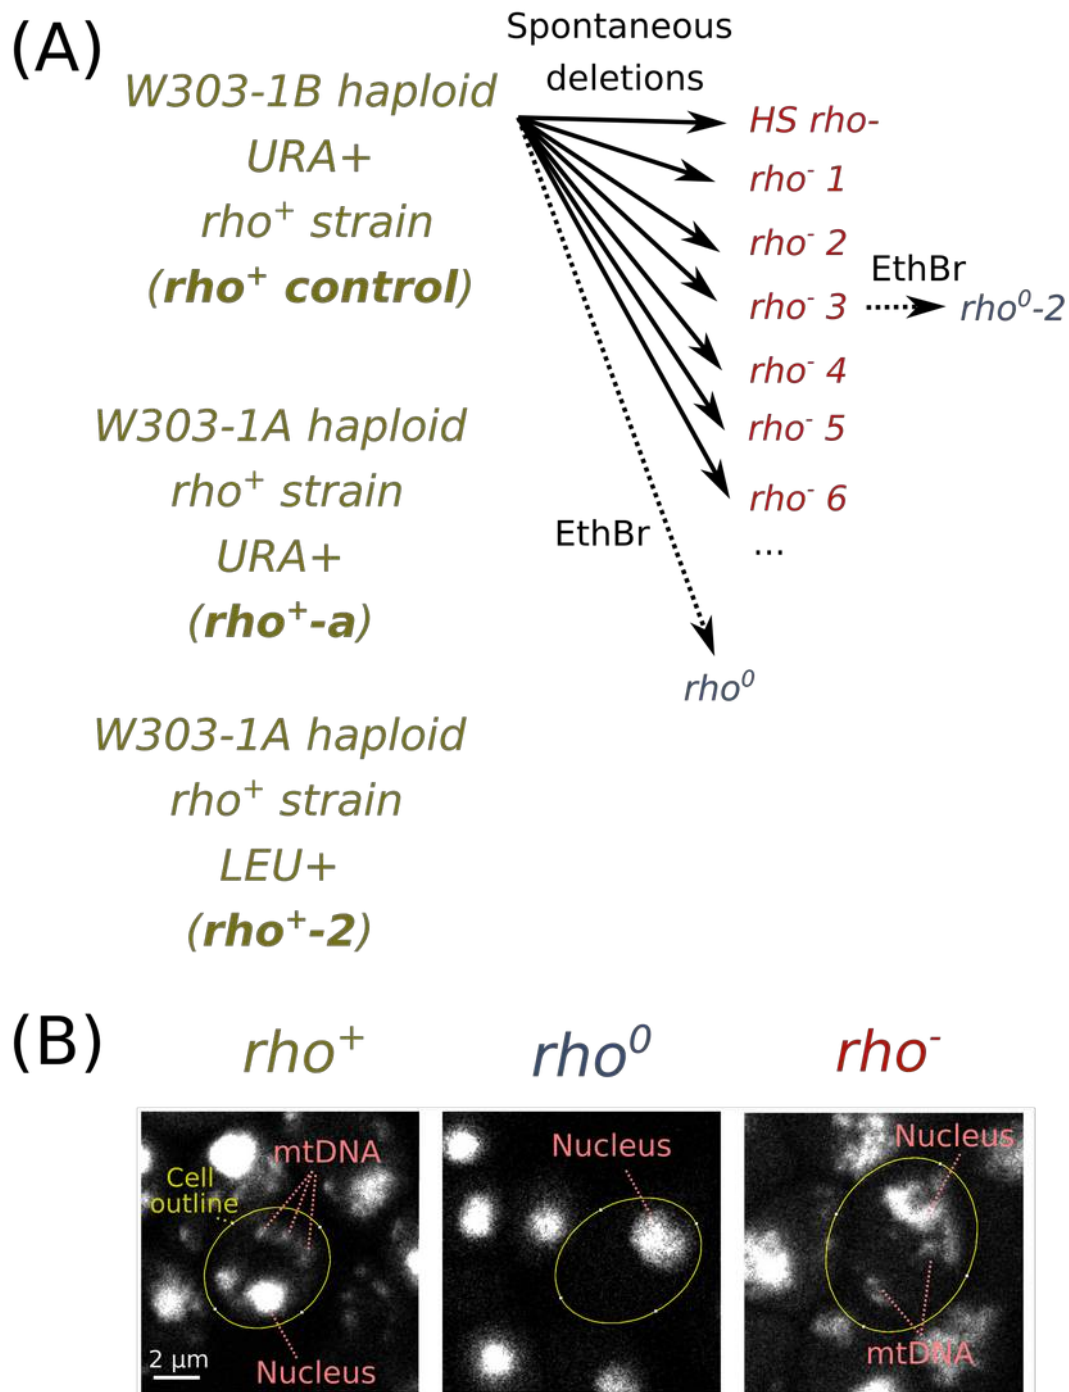 (A)
W303-1B haploid
URA+
rho⁺ strain
(rho⁺ control)
W303-1A haploid
rho⁺ strain
URA+
(rho⁺-a)
W303-1A haploid
rho⁺ strain
LEU+
(rho⁺-2)
Spontaneous
deletions
HS rho-
rho⁻ 1
rho⁻ 2
rho⁻ 3
EthBr
rho⁰-2
rho⁻ 4
rho⁻ 5
rho⁻ 6
...
EthBr
rho⁰
(B)
rho⁺
rho⁰
rho⁻
mtDNA
Cell
outline
2 μm
Nucleus
Nucleus
Nucleus
mtDNA